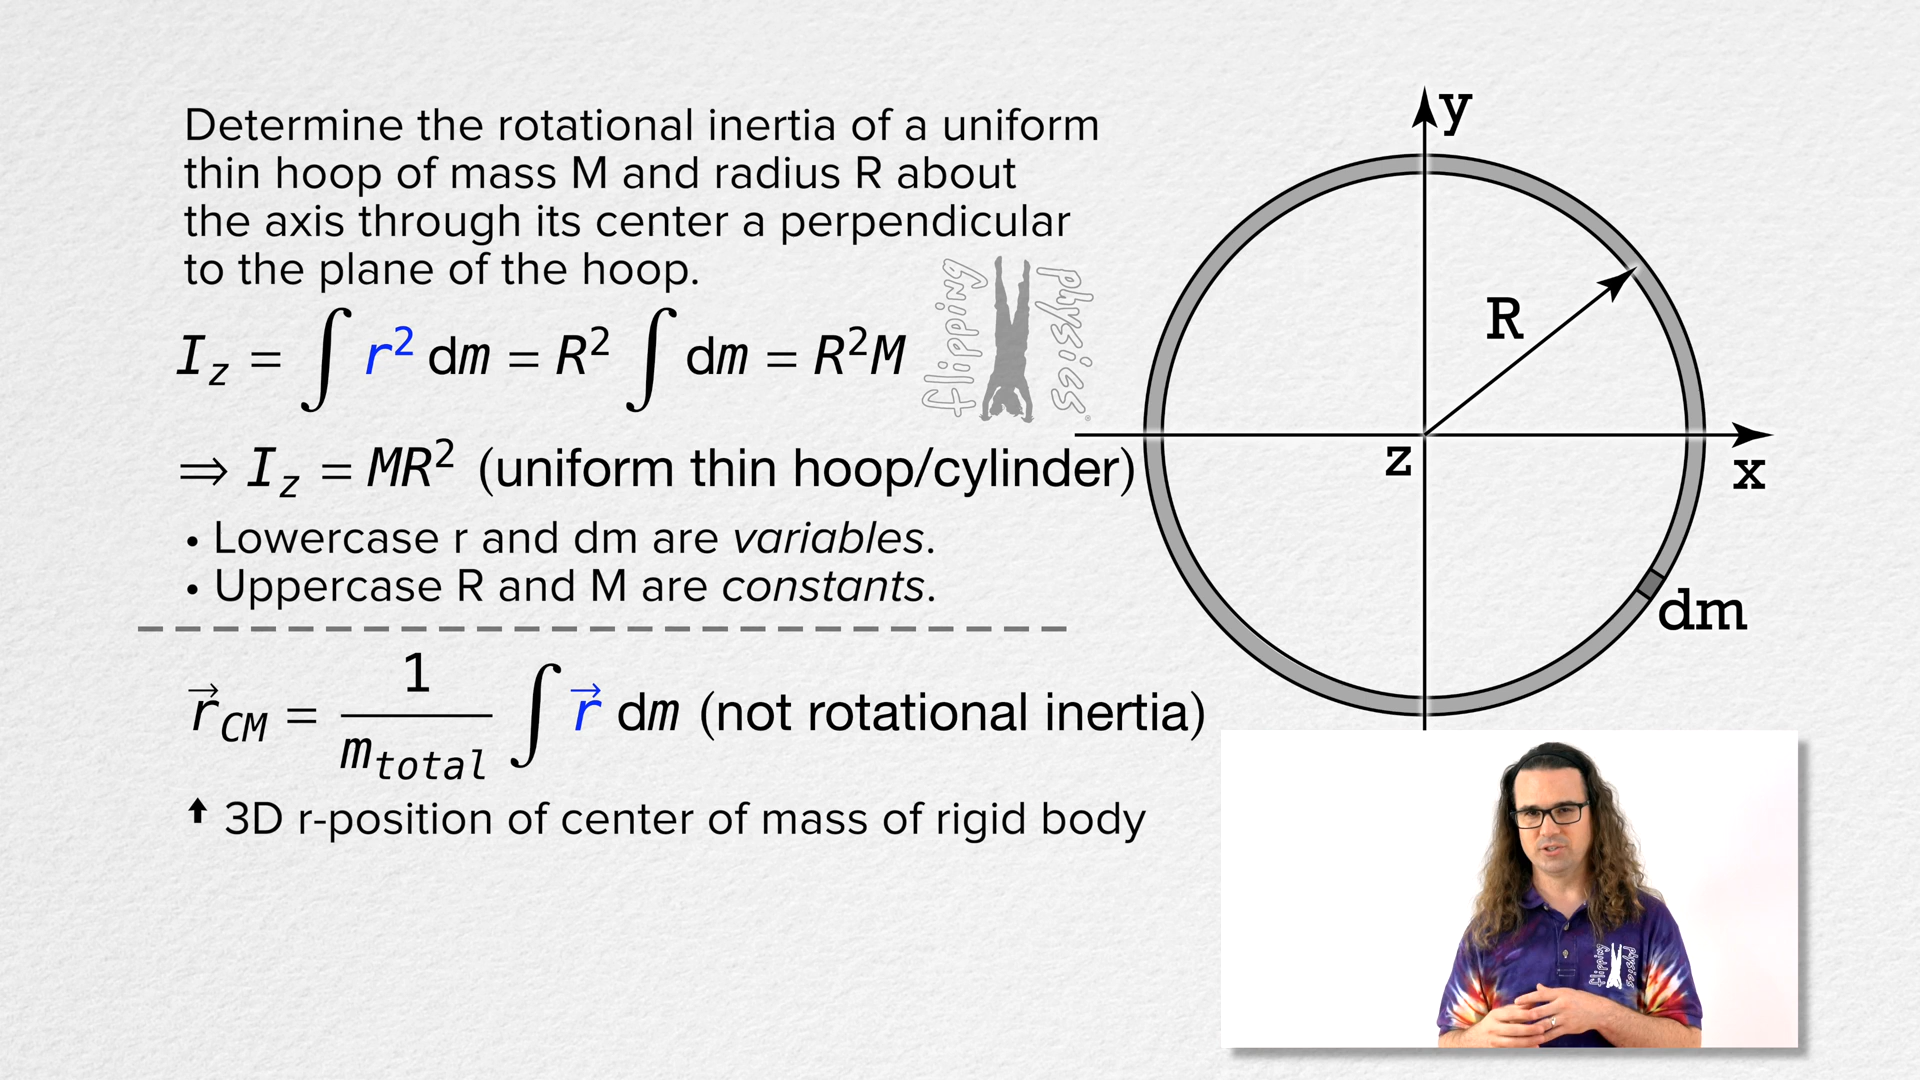 Determine the rotational inertia of a uniform
thin hoop of mass M and radius R about
the axis through its center a perpendicular
to the plane of the hoop.
flipping physics®
I_z = ∫ r² dm = R² ∫ dm = R²M
⇒ I_z = MR² (uniform thin hoop/cylinder)
• Lowercase r and dm are variables.
• Uppercase R and M are constants.
r⃗_CM = 1/m_total ∫ r⃗ dm (not rotational inertia)
⬆ 3D r-position of center of mass of rigid body
y
R
z
x
dm
flipping physics